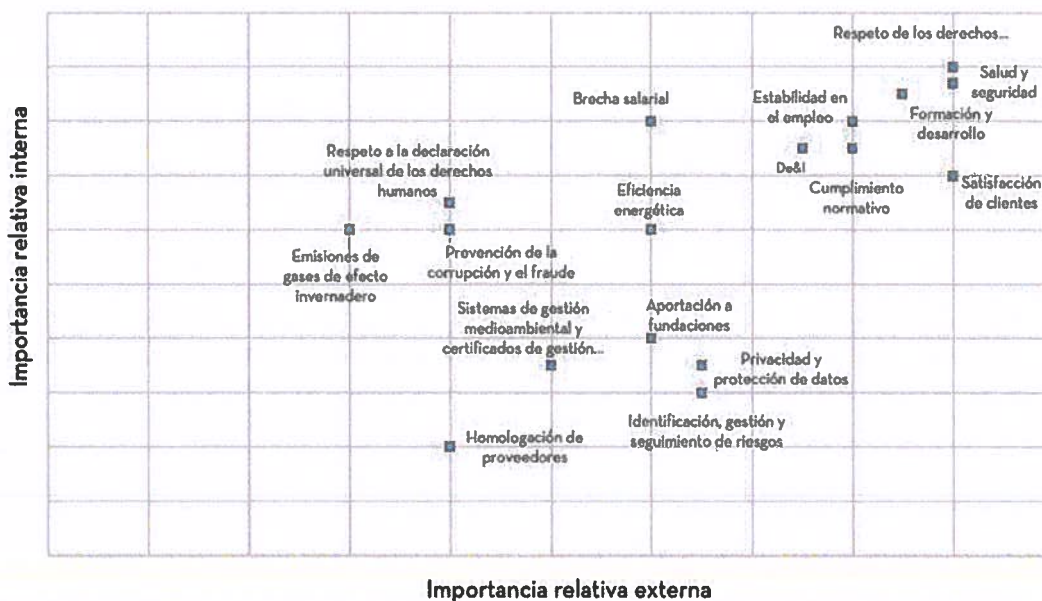 Respeto de los derechos...
Salud y
seguridad
Brecha salarial
Estabilidad en
el empleo
Formación y
desarrollo
Respeto a la declaración
universal de los derechos
humanos
De&I
Cumplimiento
normativo
Satisfacción
de clientes
Eficiencia
energética
Emisiones de
gases de efecto
invernadero
Prevención de la
corrupción y el fraude
Sistemas de gestión
medioambiental y
certificados de gestión...
Aportación a
fundaciones
Privacidad y
protección de datos
Identificación, gestión y
seguimiento de riesgos
Homologación de
proveedores
Importancia relativa interna
Importancia relativa externa